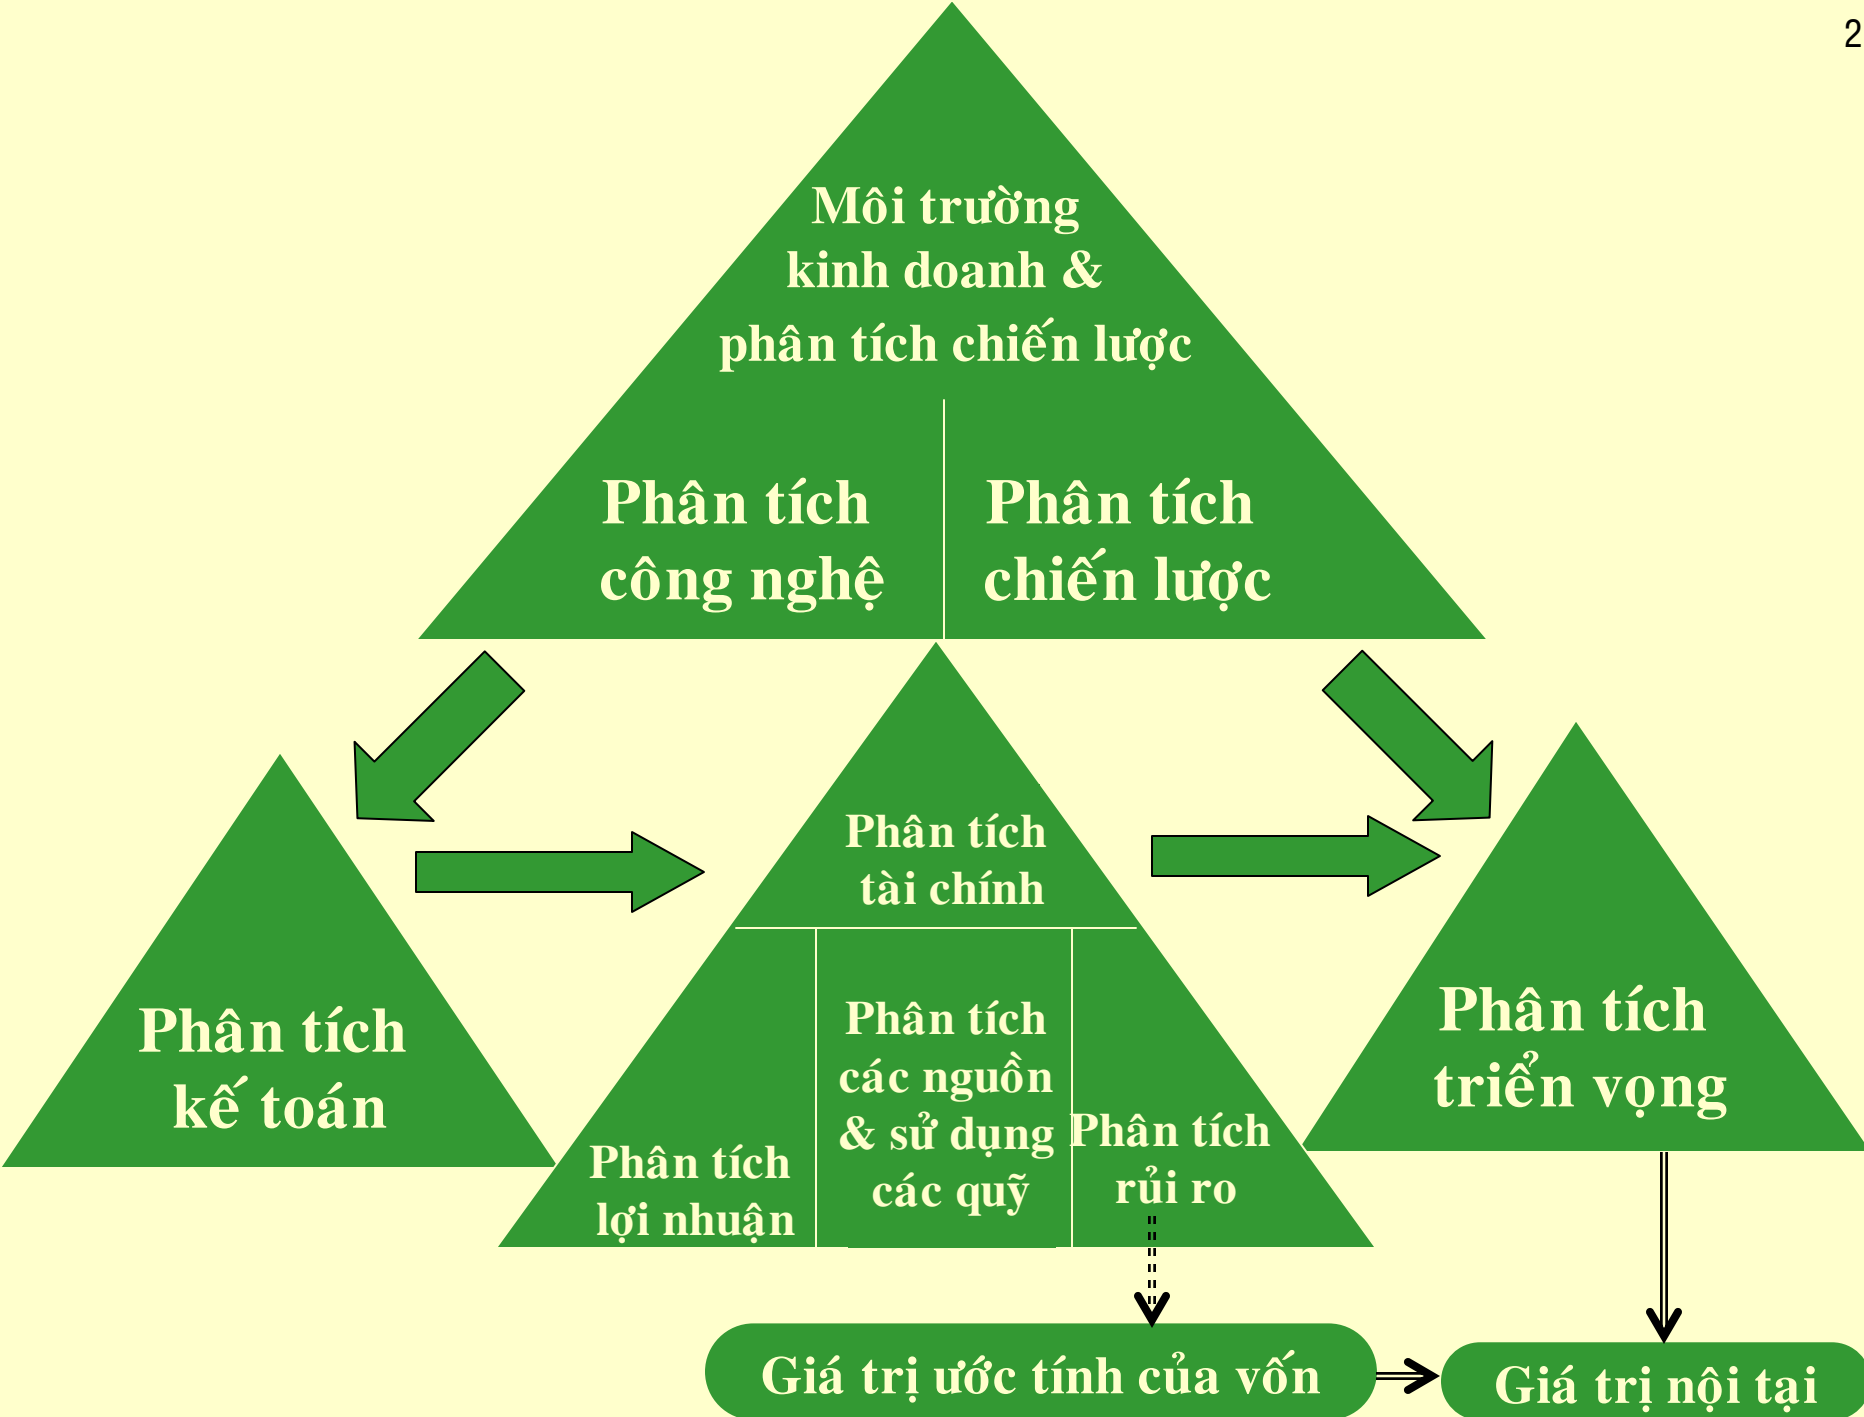 2
Môi trường
kinh doanh &
phân tích chiến lược
Phân tích
công nghệ
Phân tích
chiến lược
Phân tích
kế toán
Phân tích
tài chính
Phân tích
lợi nhuận
Phân tích
các nguồn
& sử dụng
các quỹ
Phân tích
rủi ro
Phân tích
triển vọng
Giá trị ước tính của vốn
Giá trị nội tại